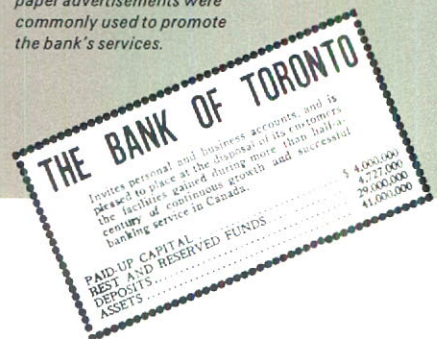 paper advertisements were
commonly used to promote
the bank's services.
THE BANK OF TORONTO
Invites personal and business accounts, and is
pleased to place at the disposal of its customers
the facilities gained during more than half-a-
century of continuous growth and successful
banking service in Canada.
PAID-UP CAPITAL.................... $ 4,000,000
REST AND RESERVED FUNDS ........ 4,727,000
DEPOSITS ........................ 29,000,000
ASSETS ........................ 41,000,000